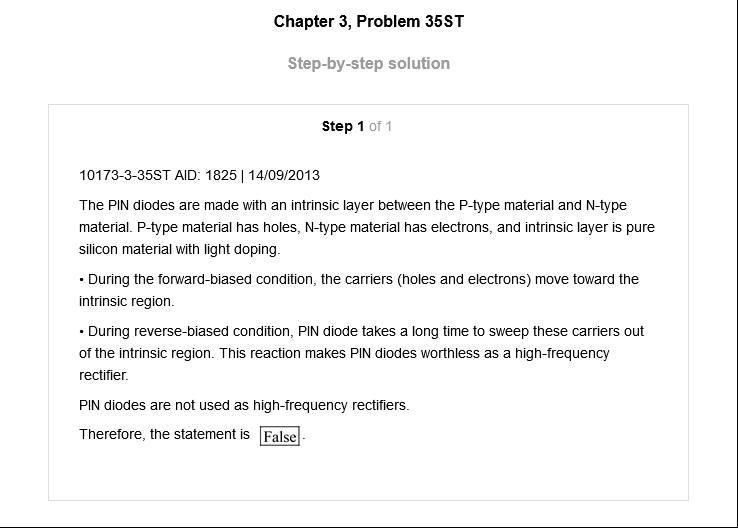 Chapter 3, Problem 35ST
Step-by-step solution
Step 1 of 1
10173-3-35ST AID: 1825 | 14/09/2013
The PIN diodes are made with an intrinsic layer between the P-type material and N-type
material. P-type material has holes, N-type material has electrons, and intrinsic layer is pure
silicon material with light doping.
• During the forward-biased condition, the carriers (holes and electrons) move toward the
intrinsic region.
• During reverse-biased condition, PIN diode takes a long time to sweep these carriers out
of the intrinsic region. This reaction makes PIN diodes worthless as a high-frequency
rectifier.
PIN diodes are not used as high-frequency rectifiers.
Therefore, the statement is False.